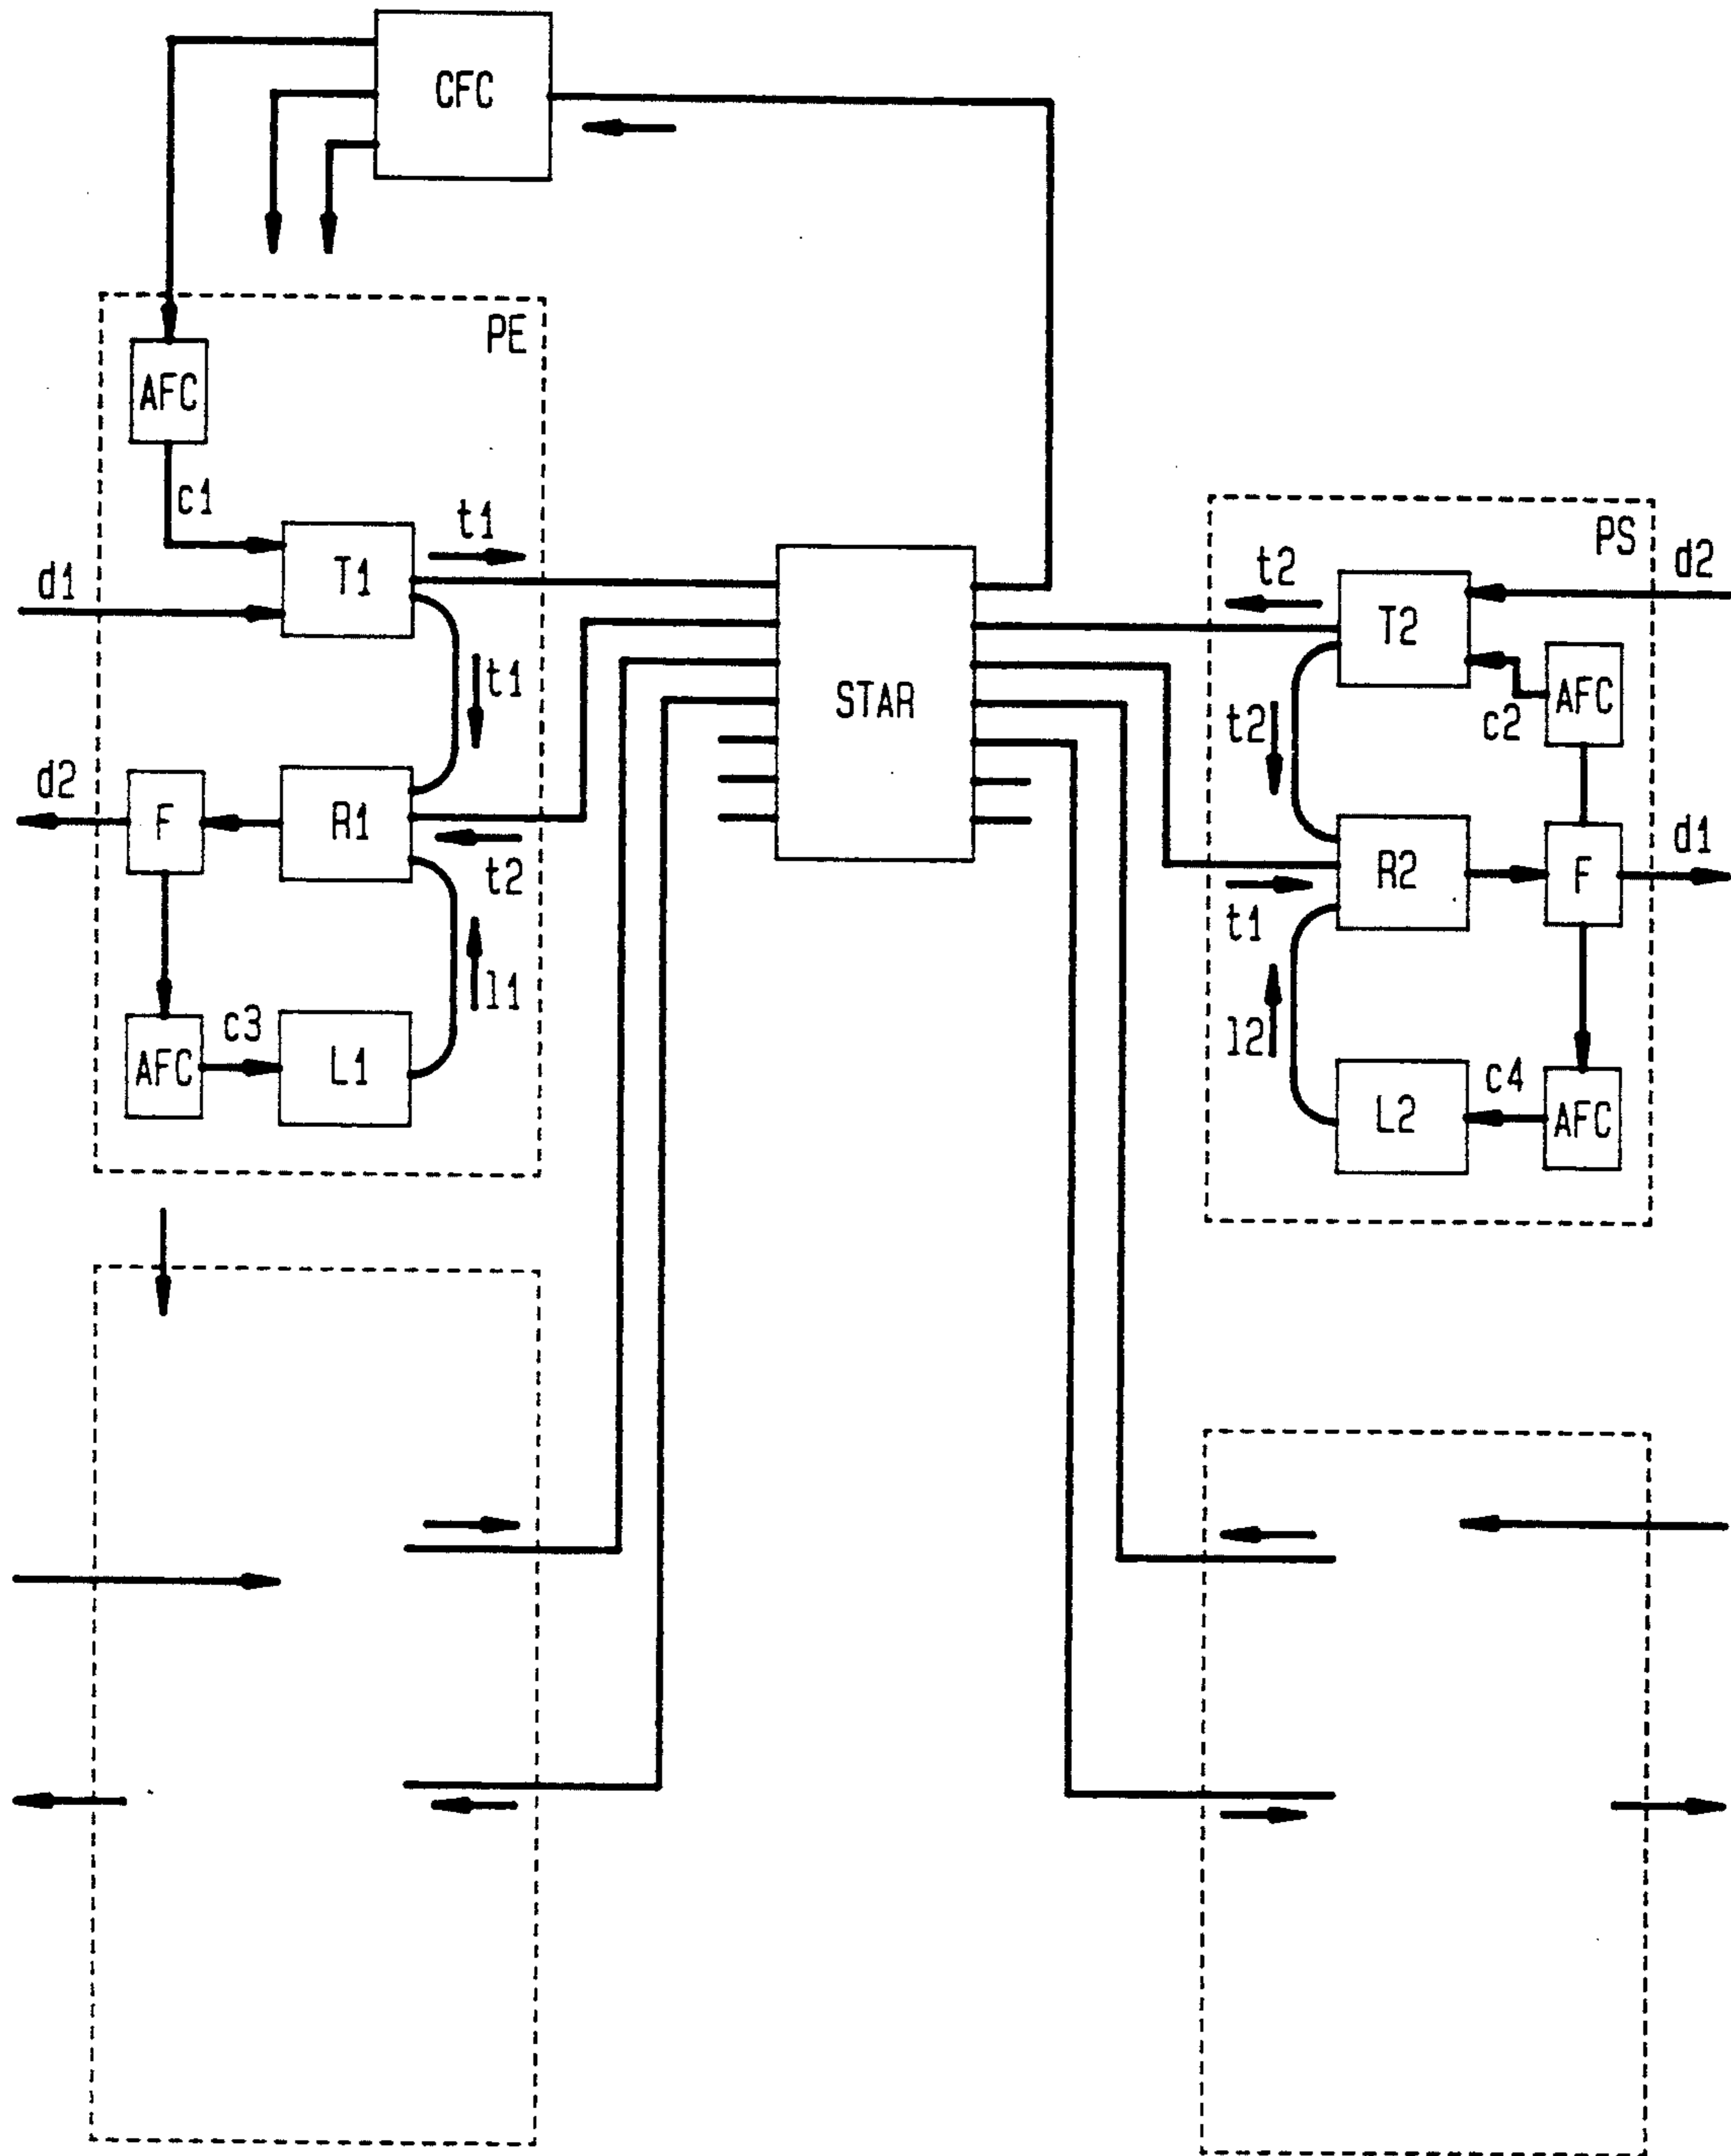 CFC
PE
AFC
c1
t1
d1
T1
t1
STAR
PS
t2
d2
T2
AFC
c2
t2
d2
F
R1
t2
R2
F
d1
t1
l1
AFC
c3
L1
l2
L2
c4
AFC